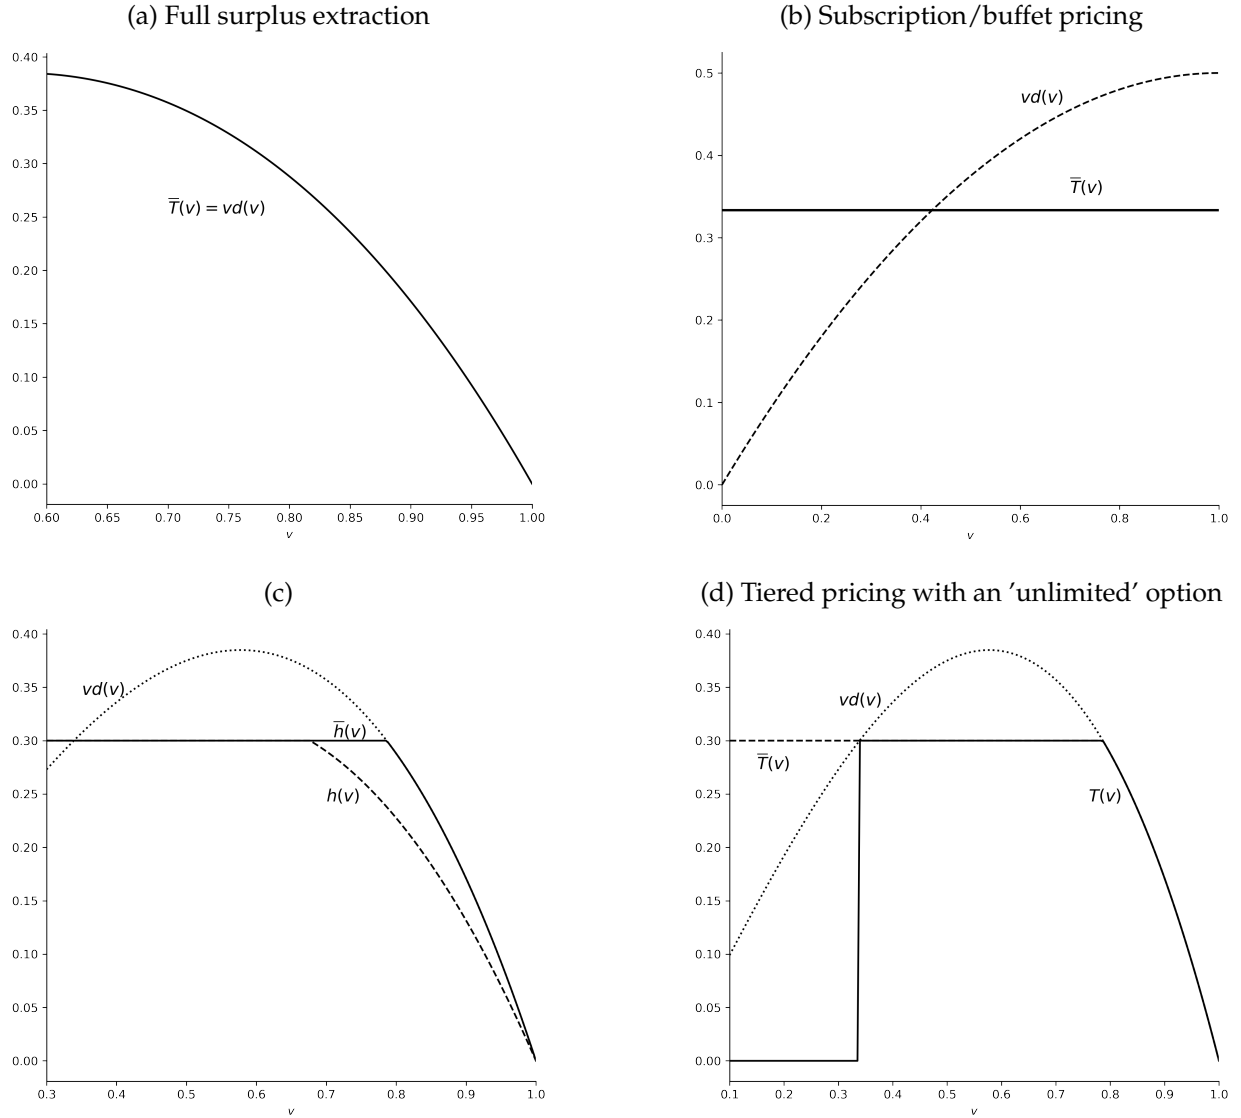 (a) Full surplus extraction
0.40
0.35
0.30
0.25
0.20
0.15
0.10
0.05
0.00
T̅(v) = vd(v)
0.60 0.65 0.70 0.75 0.80 0.85 0.90 0.95 1.00
v
(b) Subscription/buffet pricing
0.5
0.4
0.3
0.2
0.1
0.0
vd(v)
T̅(v)
0.0 0.2 0.4 0.6 0.8 1.0
v
(c)
0.40
0.35
0.30
0.25
0.20
0.15
0.10
0.05
0.00
vd(v)
h̅(v)
h(v)
0.3 0.4 0.5 0.6 0.7 0.8 0.9 1.0
v
(d) Tiered pricing with an ’unlimited’ option
0.40
0.35
0.30
0.25
0.20
0.15
0.10
0.05
0.00
vd(v)
T̅(v)
T(v)
0.1 0.2 0.3 0.4 0.5 0.6 0.7 0.8 0.9 1.0
v